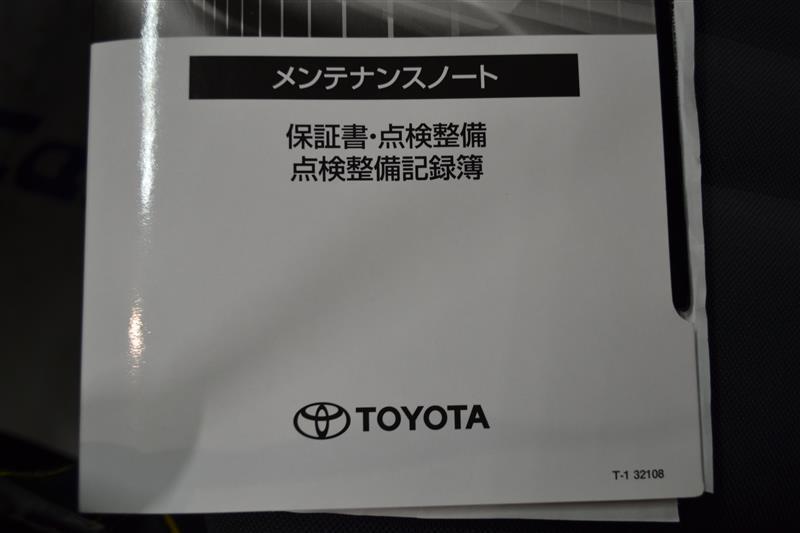 メンテナンスノート
保証書・点検整備
点検整備記録簿
TOYOTA
T-1 32108